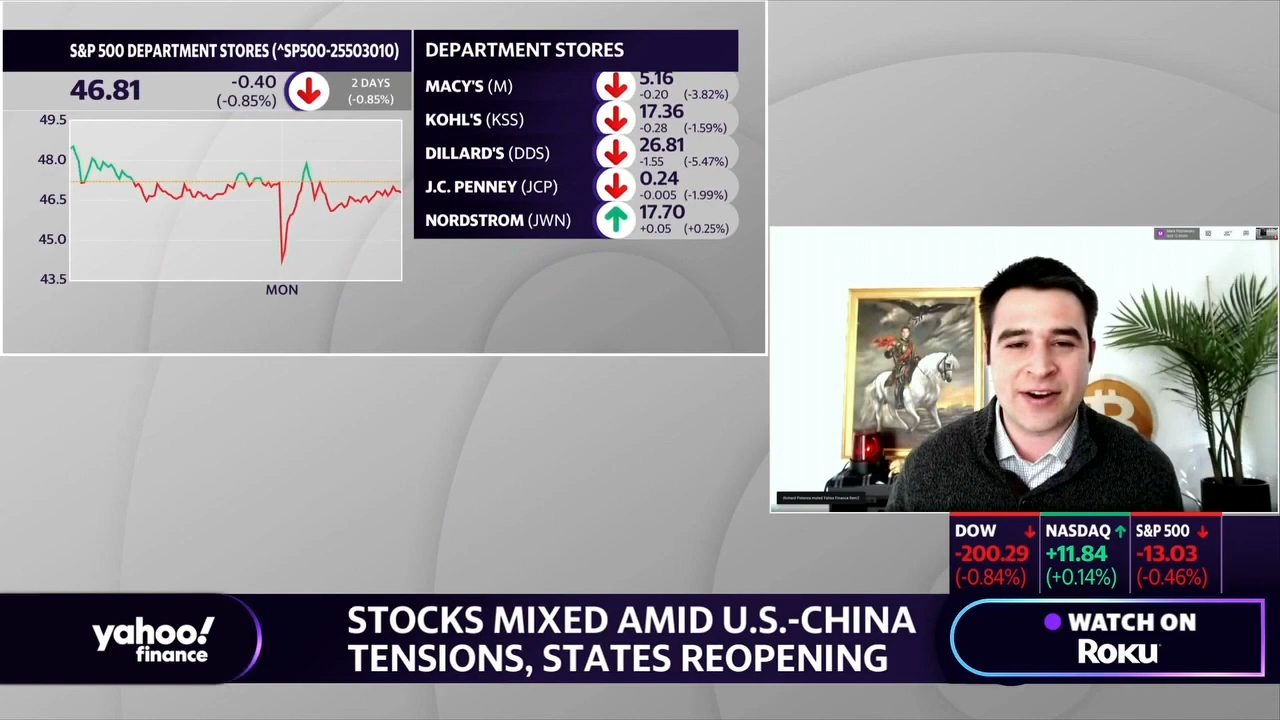 S&P 500 DEPARTMENT STORES (^SP500-25503010)
46.81
-0.40
(-0.85%)
2 DAYS
(-0.85%)
49.5
48.0
46.5
45.0
43.5
MON
DEPARTMENT STORES
MACY'S (M)
5.16
-0.20 (-3.82%)
KOHL'S (KSS)
17.36
-0.28 (-1.59%)
DILLARD'S (DDS)
26.81
-1.55 (-5.47%)
J.C. PENNEY (JCP)
0.24
-0.005 (-1.99%)
NORDSTROM (JWN)
17.70
+0.05 (+0.25%)
B
DOW
-200.29
(-0.84%)
NASDAQ
+11.84
(+0.14%)
S&P 500
-13.03
(-0.46%)
yahoo!
finance
STOCKS MIXED AMID U.S.-CHINA
TENSIONS, STATES REOPENING
WATCH ON
Roku